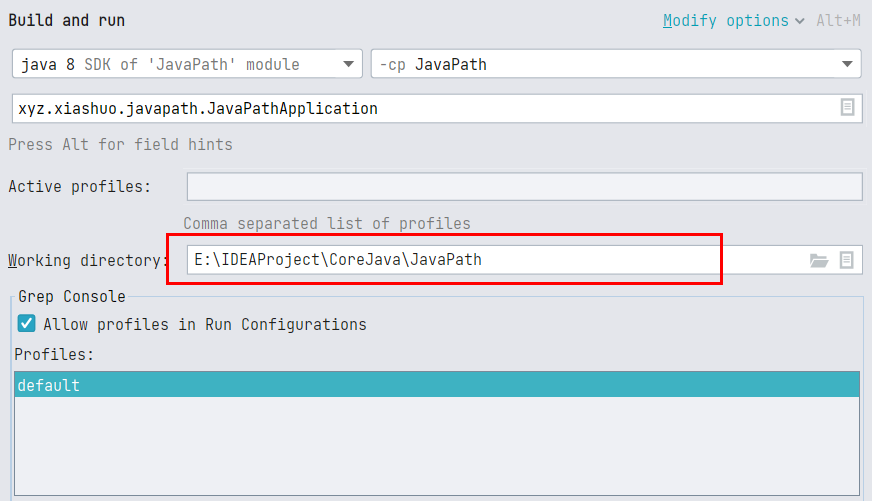 Build and run
Modify options Alt+M
java 8 SDK of 'JavaPath' module
-cp JavaPath
xyz.xiashuo.javapath.JavaPathApplication
Press Alt for field hints
Active profiles:
Comma separated list of profiles
Working directory: E:\IDEAProject\CoreJava\JavaPath
Grep Console
Allow profiles in Run Configurations
Profiles:
default